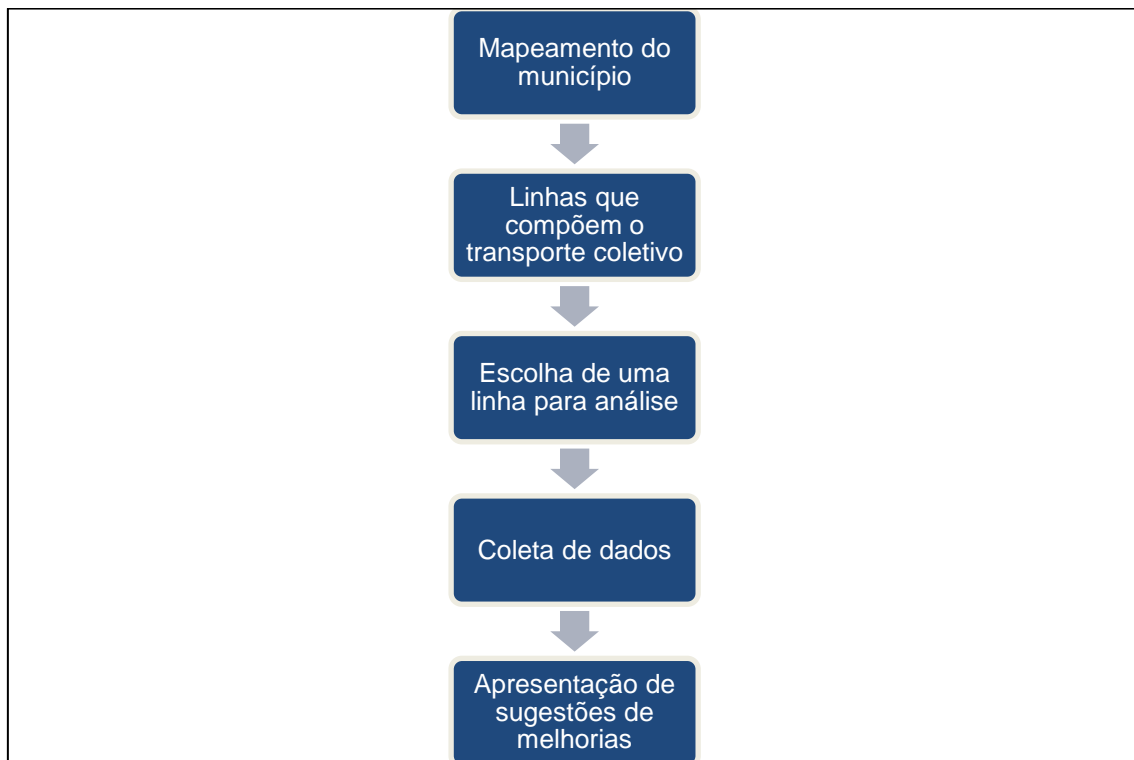 Mapeamento do
município
Linhas que
compõem o
transporte coletivo
Escolha de uma
linha para análise
Coleta de dados
Apresentação de
sugestões de
melhorias